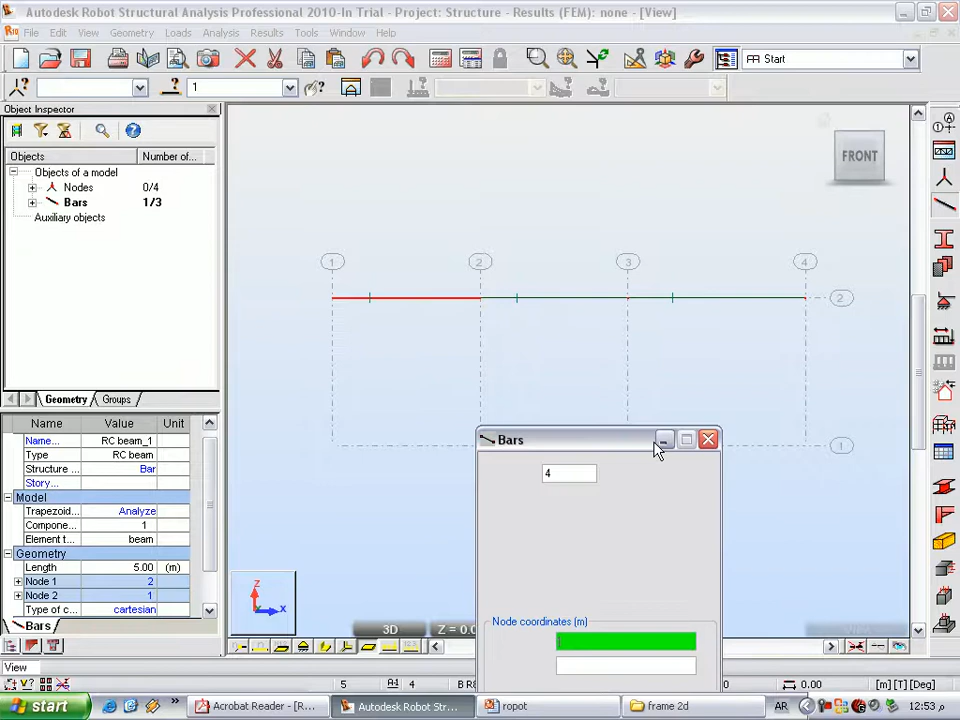 Autodesk Robot Structural Analysis Professional 2010-In Trial - Project: Structure - Results (FEM): none - [View]
File Edit View Geometry Loads Analysis Results Tools Window Help
Start
1
Object Inspector
Objects Number of...
Objects of a model
Nodes 0/4
Bars 1/3
Auxiliary objects
Geometry Groups
FRONT
1 2 3 4
2
1
Name Value Unit
Name... RC beam_1
Type RC beam
Structure ... Bar
Story...
Model
Trapezoid... Analyze
Compone... 1
Element t... beam
Geometry
Length 5.00 (m)
Node 1 2
Node 2 1
Type of c... cartesian
Bars
Z
X
3D Z = 0.0
Bars
4
Node coordinates (m)
View
5 4 0.00 [m] [T] [Deg]
start
Acrobat Reader - [R...
Autodesk Robot Stru...
ropot
frame 2d
AR
12:53 م